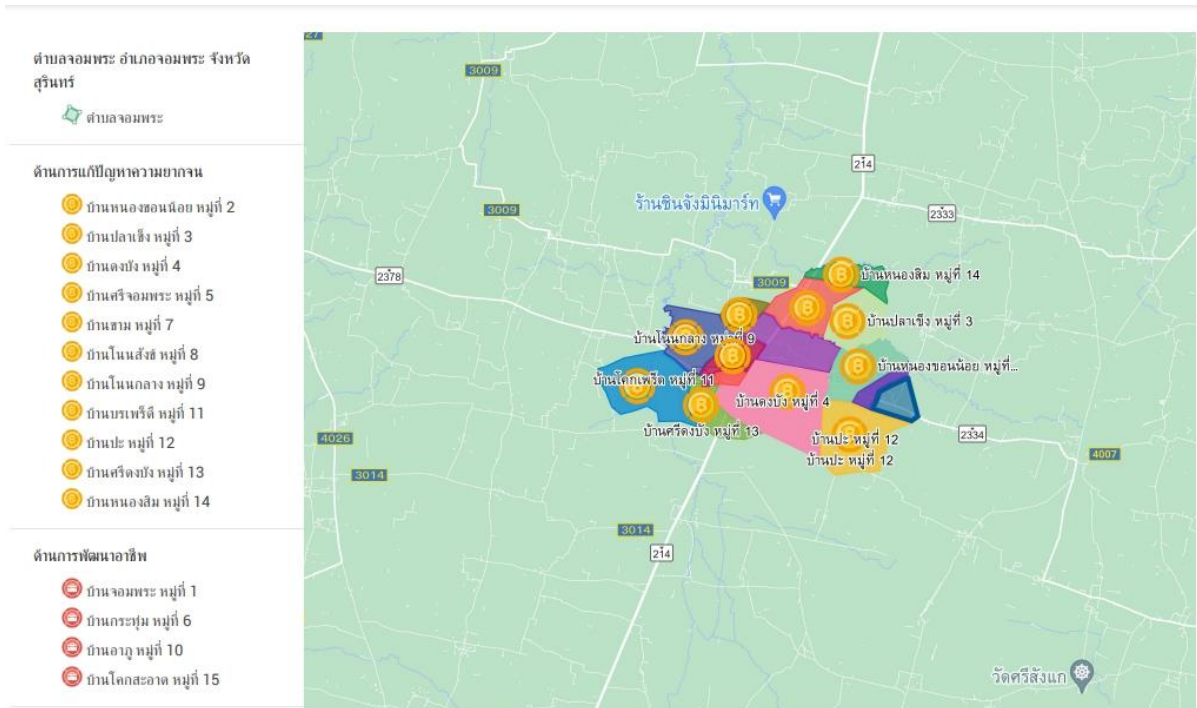 ตำบลจอมพระ อำเภอจอมพระ จังหวัด
สุรินทร์
ตำบลจอมพระ
ด้านการแก้ปัญหาความยากจน
บ้านหนองขอนน้อย หมู่ที่ 2
บ้านปลาเข็ง หมู่ที่ 3
บ้านดงบัง หมู่ที่ 4
บ้านศรีจอมพระ หมู่ที่ 5
บ้านขาม หมู่ที่ 7
บ้านโนนสังข์ หมู่ที่ 8
บ้านโนนกลาง หมู่ที่ 9
หมู่ที่ 11
บ้านปะ หมู่ที่ 12
บ้านศรีดงบัง หมู่ที่ 13
บ้านหนองสิม หมู่ที่ 14
ด้านการพัฒนาอาชีพ
บ้านจอมพระ หมู่ที่ 1
บ้านกระทุ่ม หมู่ที่ 6
บ้านอาภู หมู่ที่ 10
บ้านโคกสะอาด หมู่ที่ 15
27
3009
214
ร้านชินจังมินิมาร์ท
3009
2333
2378
3009
บ้านหนองสิม หมู่ที่ 14
บ้านปลาเข็ง หมู่ที่ 3
บ้านโนนกลาง หมู่ที่ 9
บ้านหนองขอนน้อย หมู่ที่...
บ้านโคกเพร็ด หมู่ที่ 11
บ้านดงบัง หมู่ที่ 4
บ้านศรีดงบัง หมู่ที่ 13
บ้านปะ หมู่ที่ 12
บ้านปะ หมู่ที่ 12
4026
2334
4007
3014
3014
214
วัดศรีสังแก